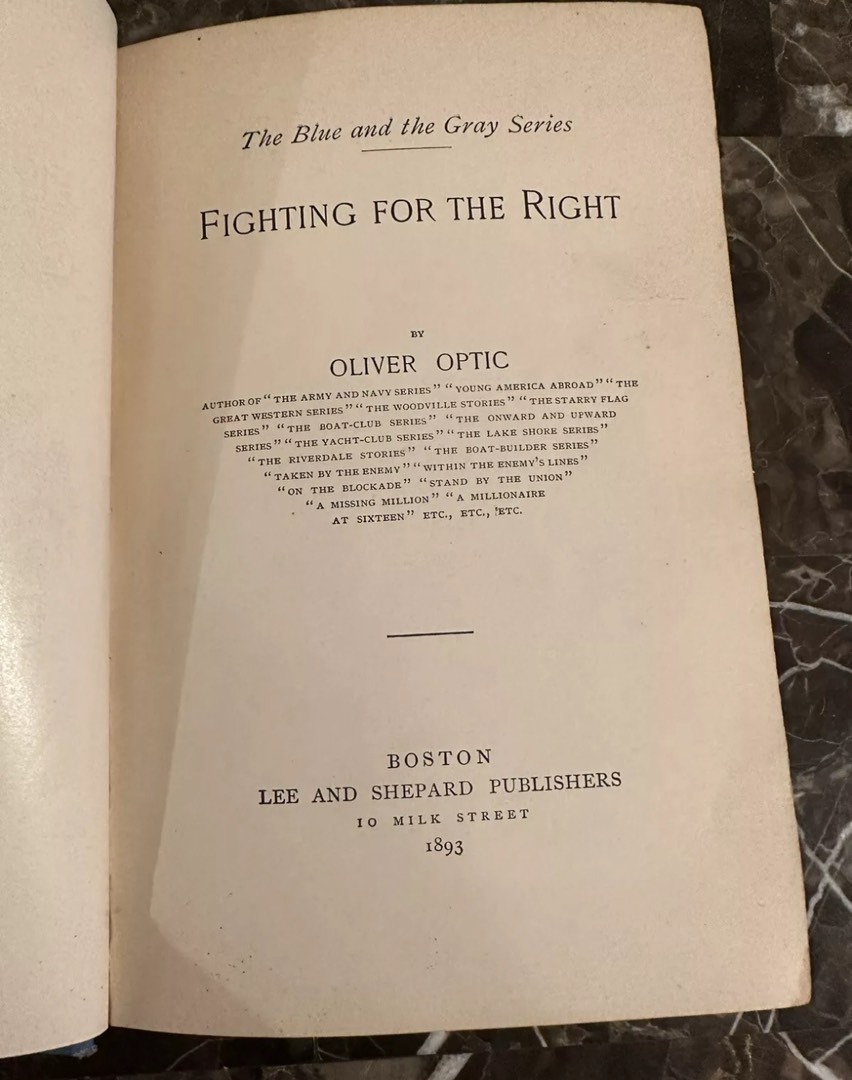 The Blue and the Gray Series
FIGHTING FOR THE RIGHT
BY
OLIVER OPTIC
AUTHOR OF "THE ARMY AND NAVY SERIES" "YOUNG AMERICA ABROAD" "THE
GREAT WESTERN SERIES" "THE WOODVILLE STORIES" "THE STARRY FLAG
SERIES" "THE BOAT-CLUB SERIES" "THE ONWARD AND UPWARD
SERIES" "THE YACHT-CLUB SERIES" "THE LAKE SHORE SERIES"
"THE RIVERDALE STORIES" "THE BOAT-BUILDER SERIES"
"TAKEN BY THE ENEMY" "WITHIN THE ENEMY'S LINES"
"ON THE BLOCKADE" "STAND BY THE UNION"
"A MISSING MILLION" "A MILLIONAIRE
AT SIXTEEN" ETC., ETC., ETC.
BOSTON
LEE AND SHEPARD PUBLISHERS
10 MILK STREET
1893